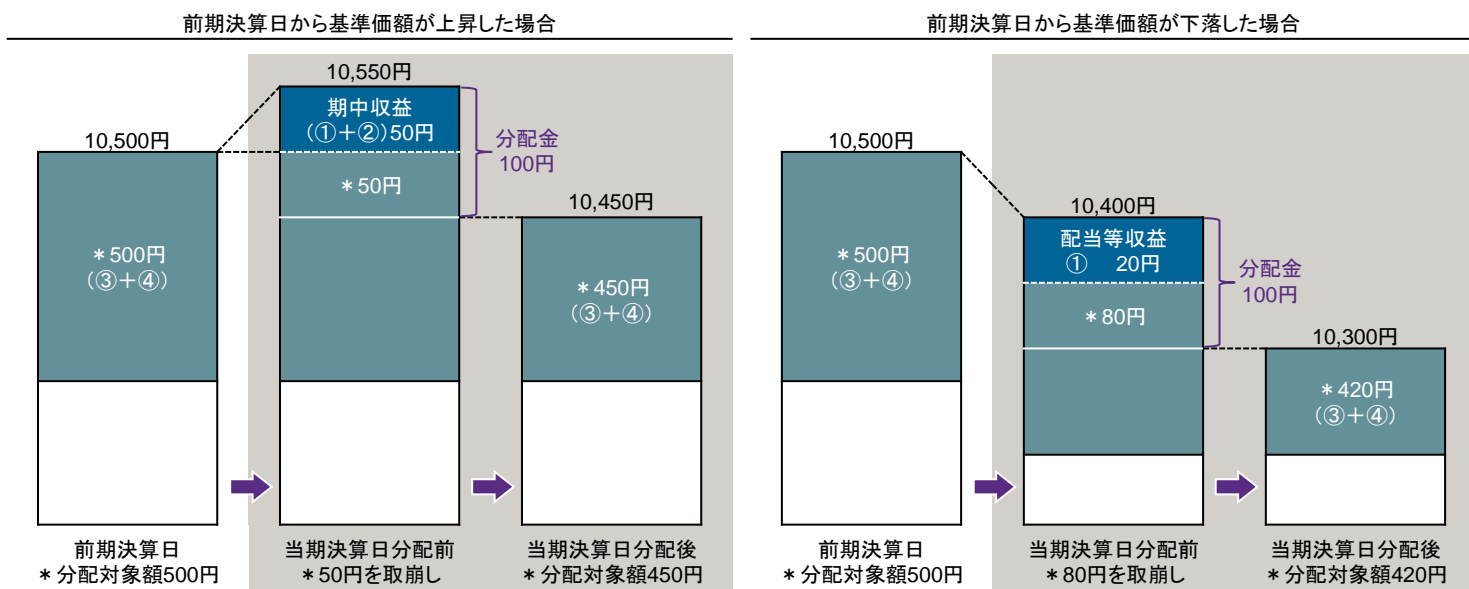 前期決算日から基準価額が上昇した場合
10,500円
＊500円
（③＋④）
前期決算日
＊分配対象額500円
10,550円
期中収益
（①＋②）50円
＊50円
分配金
100円
当期決算日分配前
＊50円を取崩し
10,450円
＊450円
（③＋④）
当期決算日分配後
＊分配対象額450円
前期決算日から基準価額が下落した場合
10,500円
＊500円
（③＋④）
前期決算日
＊分配対象額500円
10,400円
配当等収益
①　20円
＊80円
分配金
100円
当期決算日分配前
＊80円を取崩し
10,300円
＊420円
（③＋④）
当期決算日分配後
＊分配対象額420円